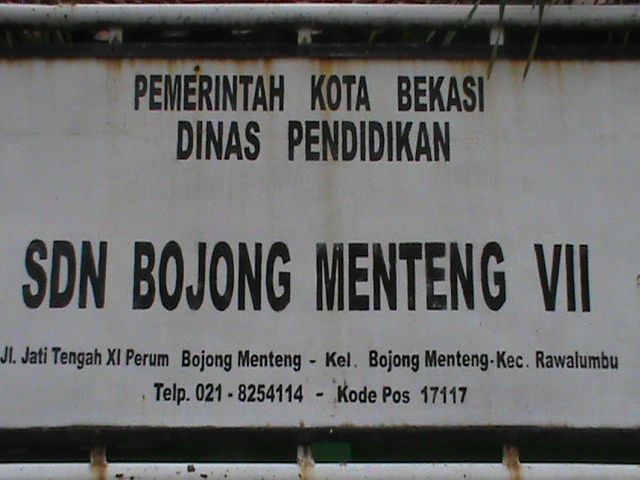 PEMERINTAH KOTA BEKASI
DINAS PENDIDIKAN
SDN BOJONG MENTENG VII
Jl. Jati Tengah XI Perum Bojong Menteng - Kel. Bojong Menteng-Kec. Rawalumbu
Telp. 021 - 8254114 - Kode Pos 17117